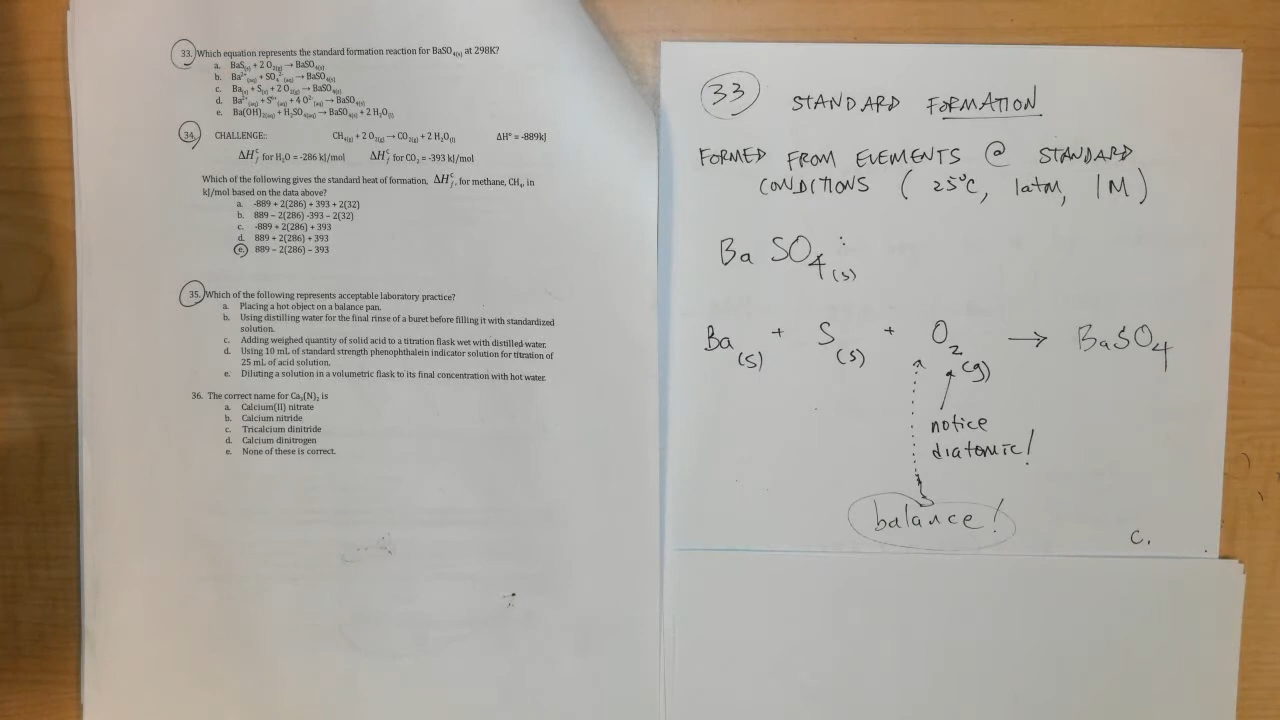 33. Which equation represents the standard formation reaction for BaSO4(s) at 298K?
a. BaS(s) + 2 O2(g) → BaSO4(s)
b. Ba2+(aq) + SO42-(aq) → BaSO4(s)
c. Ba(s) + S(s) + 2 O2(g) → BaSO4(s)
d. Ba2+(aq) + S6+(aq) + 4 O2-(aq) → BaSO4(s)
e. Ba(OH)2(aq) + H2SO4(aq) → BaSO4(s) + 2 H2O(l)
34. CHALLENGE:: CH4(g) + 2 O2(g) → CO2(g) + 2 H2O(l) ΔH° = -889kJ
ΔHf° for H2O = -286 kJ/mol ΔHf° for CO2 = -393 kJ/mol
Which of the following gives the standard heat of formation, ΔHf°, for methane, CH4, in
kJ/mol based on the data above?
a. -889 + 2(286) + 393 + 2(32)
b. 889 – 2(286) -393 – 2(32)
c. -889 + 2(286) + 393
d. 889 + 2(286) + 393
e. 889 – 2(286) – 393
35. Which of the following represents acceptable laboratory practice?
a. Placing a hot object on a balance pan.
b. Using distilling water for the final rinse of a buret before filling it with standardized
solution.
c. Adding weighed quantity of solid acid to a titration flask wet with distilled water.
d. Using 10 mL of standard strength phenophthalein indicator solution for titration of
25 mL of acid solution.
e. Diluting a solution in a volumetric flask to its final concentration with hot water.
36. The correct name for Ca3(N)2 is
a. Calcium(II) nitrate
b. Calcium nitride
c. Tricalcium dinitride
d. Calcium dinitrogen
e. None of these is correct.
33 STANDARD FORMATION
FORMED FROM ELEMENTS @ STANDARD
CONDITIONS ( 25°C, 1atm, 1M )
BaSO4(s) :
Ba(s) + S(s) + O2(g) → BaSO4
notice
diatomic!
balance!
c.